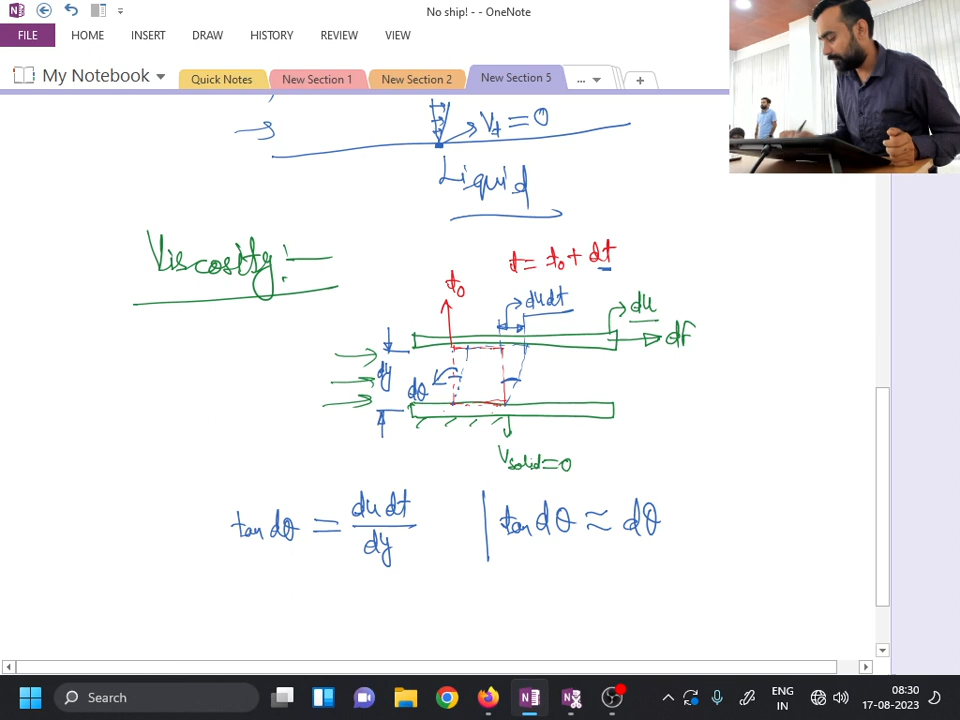 No ship! - - OneNote
FILE HOME INSERT DRAW HISTORY REVIEW VIEW
My Notebook Quick Notes New Section 1 New Section 2 New Section 5 ... +
V_f = 0
Liquid
Viscosity :-
t = t₀ + dt
t₀
du dt
du
df
dy
dθ
V_solid = 0
tan dθ = du dt / dy | tan dθ ≈ dθ
Search
ENG
IN
08:30
17-08-2023